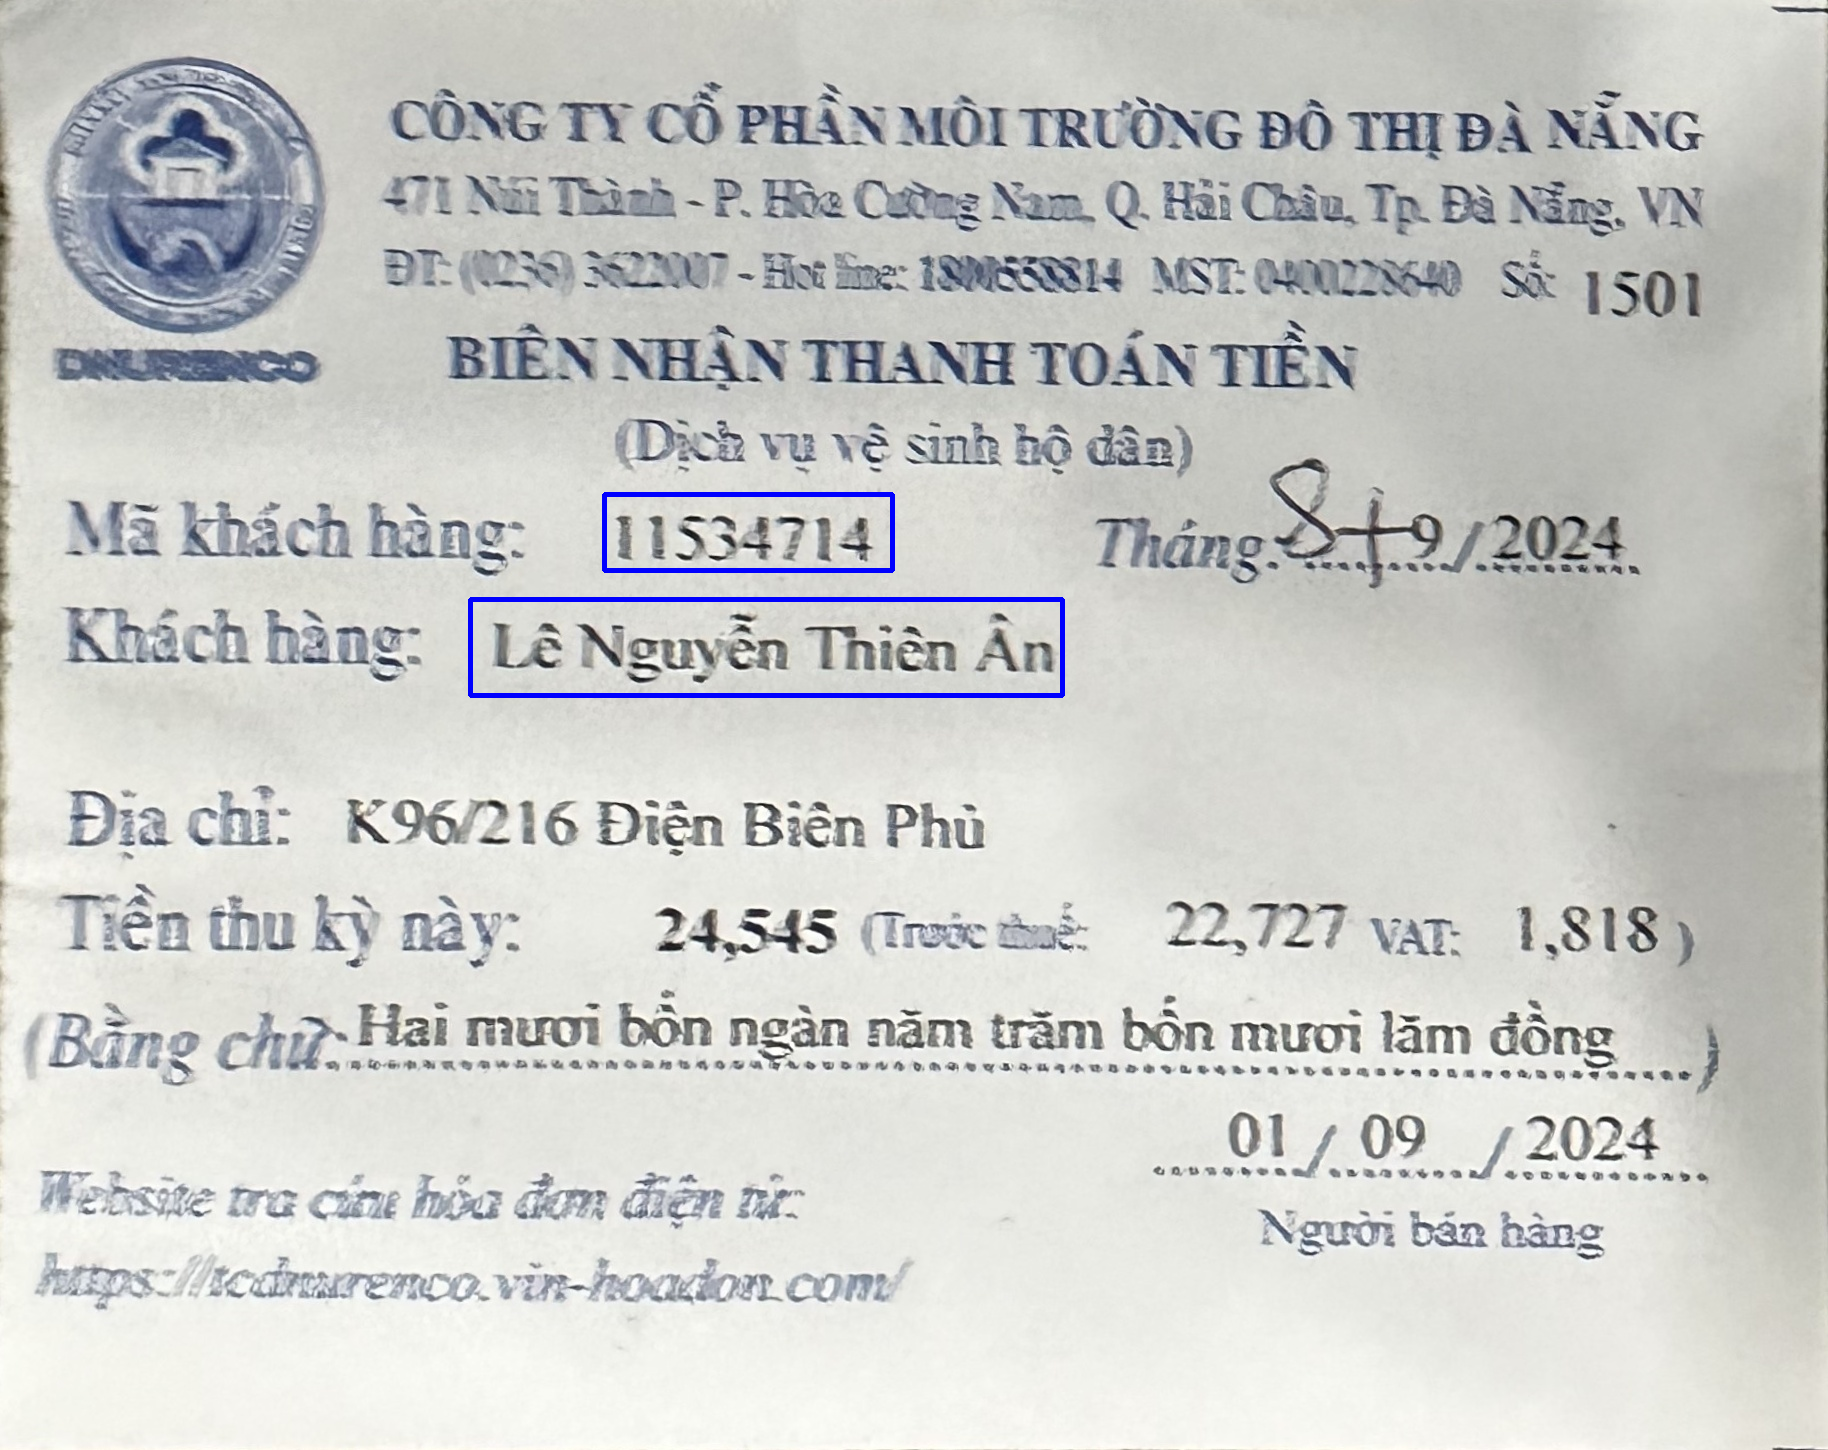 CÔNG TY CỔ PHẦN MÔI TRƯỜNG ĐÔ THỊ ĐÀ NẴNG
471 Núi Thành - P. Hòa Cường Nam, Q. Hải Châu, Tp. Đà Nẵng, VN
ĐT: (0236) 3622007 - Hot line: MST: 0400228640 Số: 1501
DNURENCO
BIÊN NHẬN THANH TOÁN TIỀN
(Dịch vụ vệ sinh hộ dân)
Mã khách hàng: 11534714 Tháng: 8+9/2024
Khách hàng: Lê Nguyễn Thiên Ân
Địa chỉ: K96/216 Điện Biên Phủ
Tiền thu kỳ này: 24,545 (Trước thuế: 22,727 VAT: 1,818 )
(Bằng chữ: Hai mươi bốn ngàn năm trăm bốn mươi lăm đồng )
01 / 09 / 2024
Website tra cứu hóa đơn điện tử:
Người bán hàng
https://tcdnurenco.vin-hoadon.com/